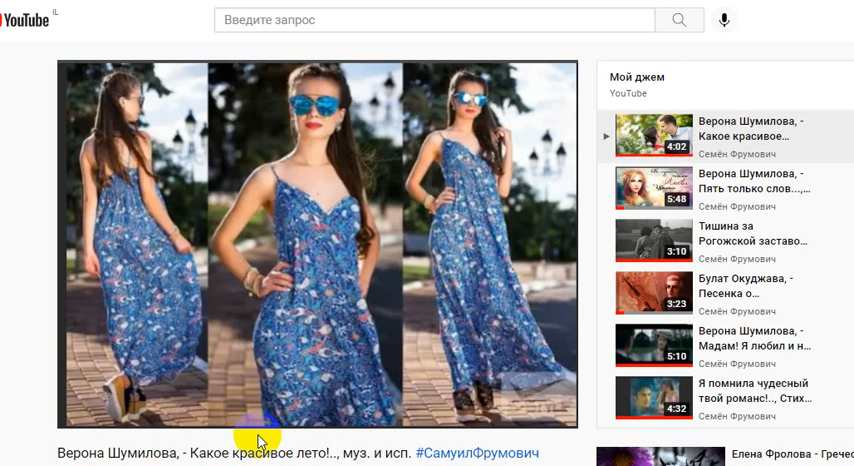 YouTube IL
Введите запрос
Мой джем
YouTube
Верона Шумилова, -
Какое красивое...
4:02
Семён Фрумович
Верона Шумилова, -
Пять только слов...,...
5:48
Семён Фрумович
Тишина за
Рогожской заставо...
3:10
Семён Фрумович
Булат Окуджава, -
Песенка о...
3:23
Семён Фрумович
Верона Шумилова, -
Мадам! Я любил и н...
5:10
Семён Фрумович
Я помнила чудесный
твой романс!.., Стих...
4:32
Семён Фрумович
Верона Шумилова, - Какое красивое лето!.., муз. и исп. #СамуилФрумович
Елена Фролова - Гречес